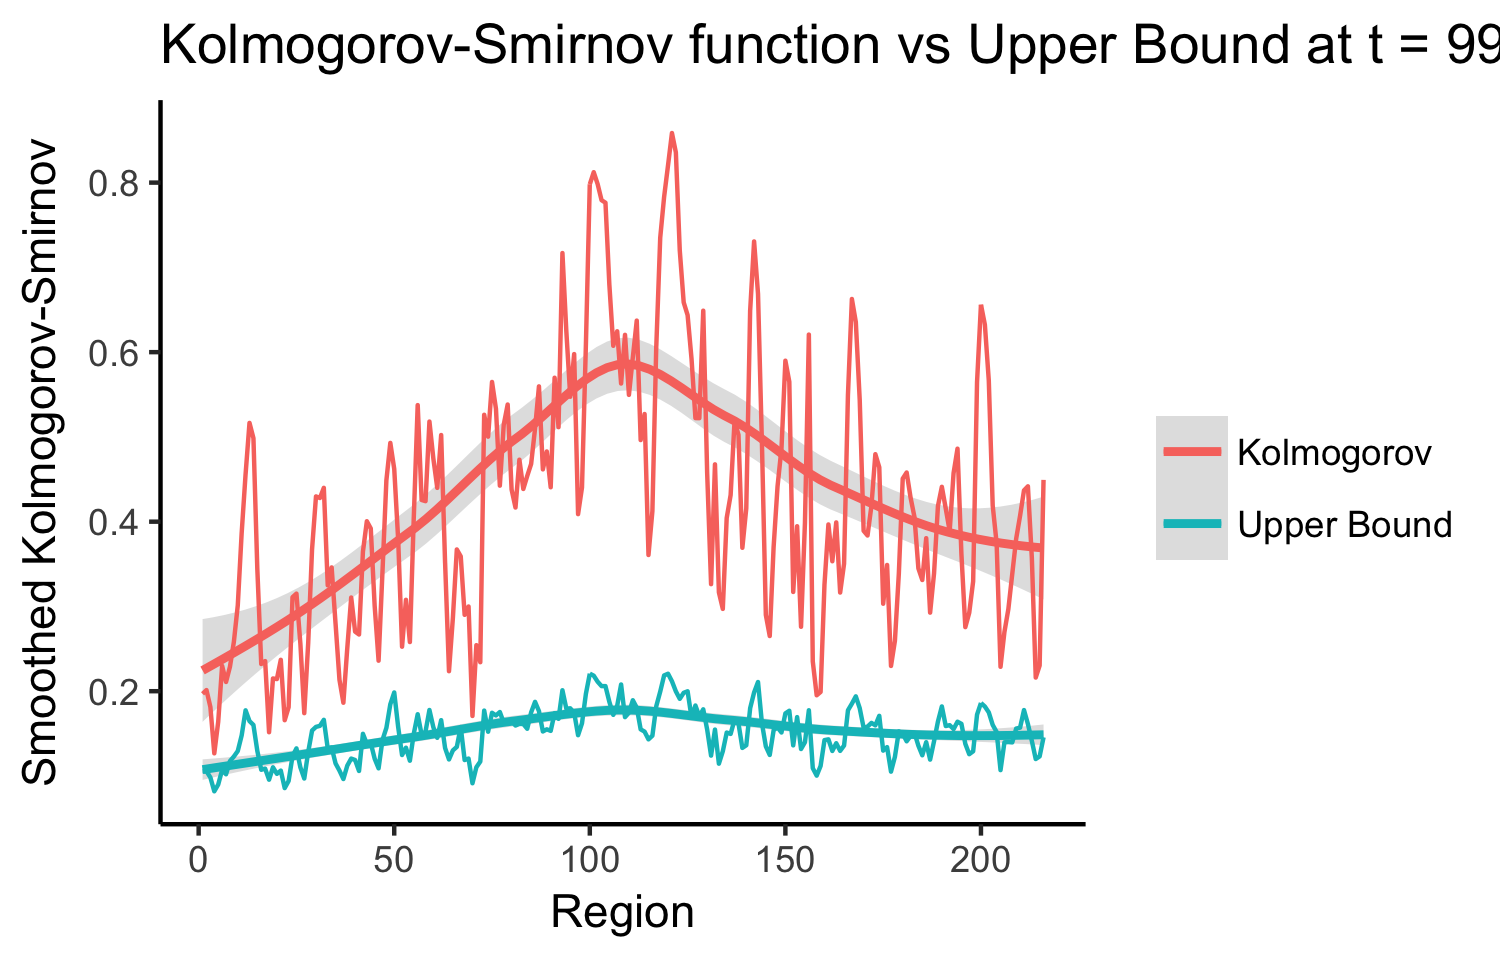 Kolmogorov-Smirnov function vs Upper Bound at t = 99
Smoothed Kolmogorov-Smirnov
0.8
0.6
0.4
0.2
0
50
100
150
200
Region
Kolmogorov
Upper Bound